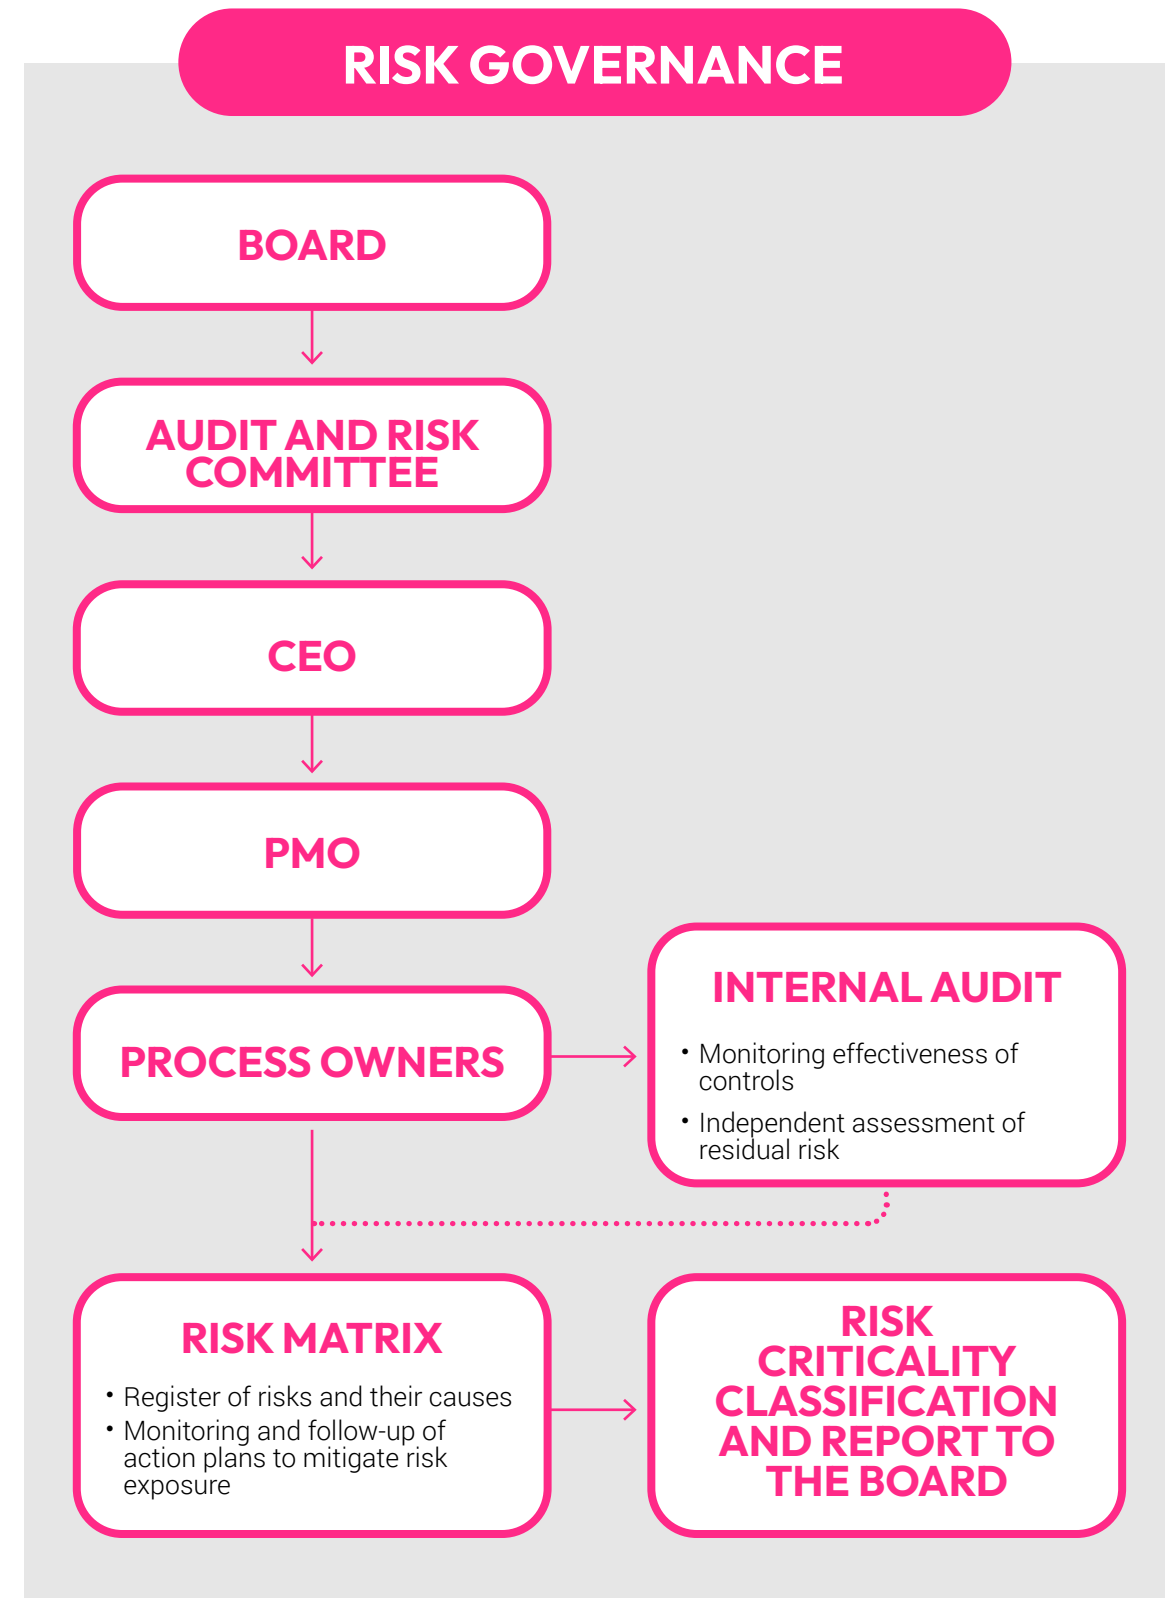 RISK GOVERNANCE
BOARD
AUDIT AND RISK
COMMITTEE
CEO
PMO
PROCESS OWNERS
INTERNAL AUDIT
• Monitoring effectiveness of
controls
• Independent assessment of
residual risk
RISK MATRIX
• Register of risks and their causes
• Monitoring and follow-up of
action plans to mitigate risk
exposure
RISK
CRITICALITY
CLASSIFICATION
AND REPORT TO
THE BOARD